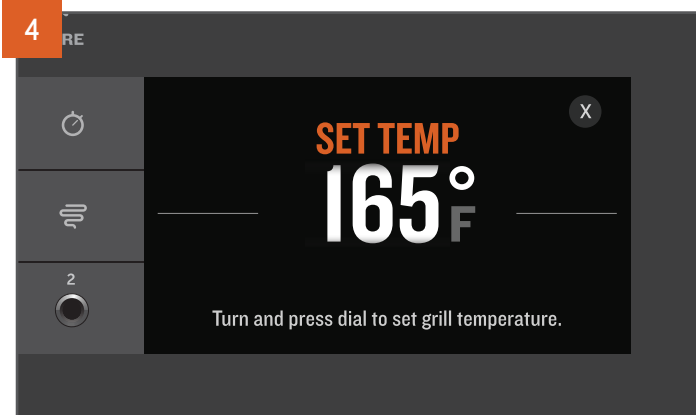 4
RE
X
SET TEMP
165°F
2
Turn and press dial to set grill temperature.